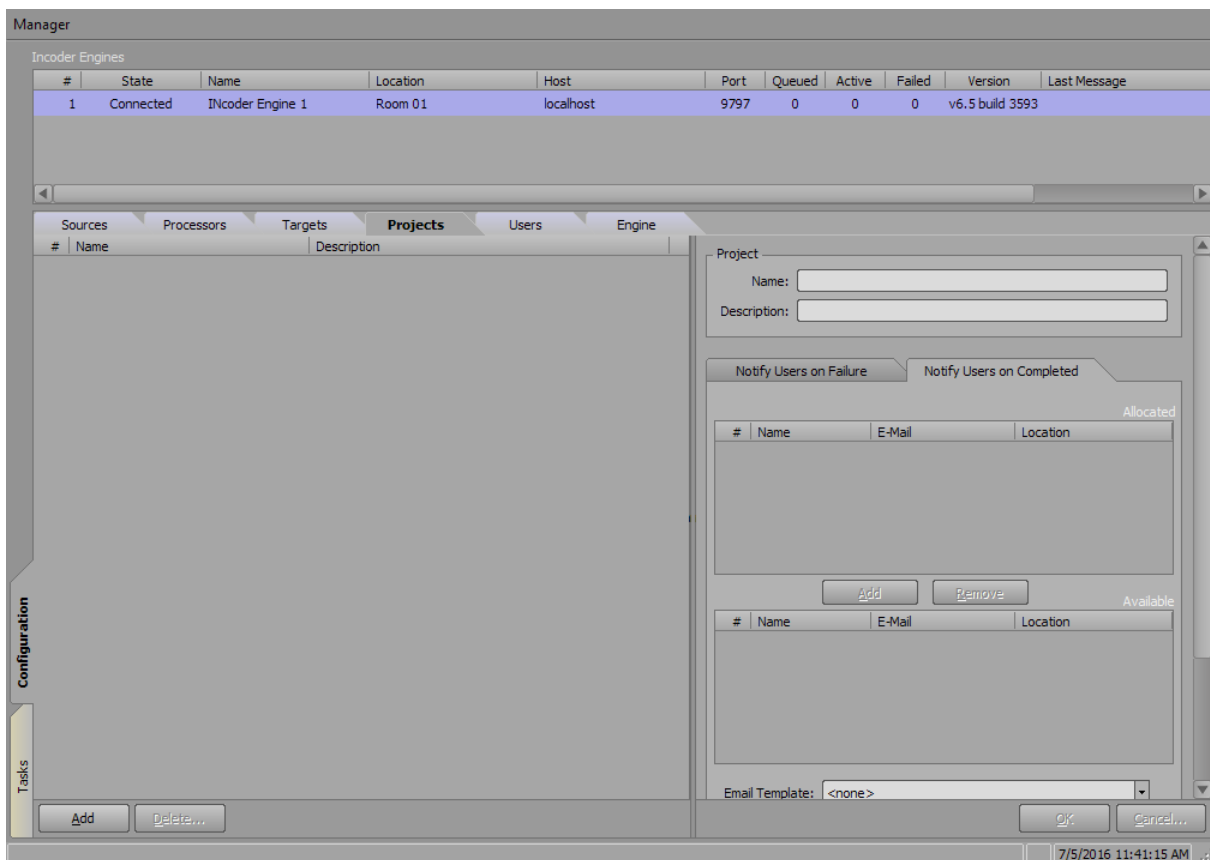 Manager
Incoder Engines
# State Name Location Host Port Queued Active Failed Version Last Message
1 Connected INcoder Engine 1 Room 01 localhost 9797 0 0 0 v6.5 build 3593
Sources Processors Targets Projects Users Engine
# Name Description
Project
Name:
Description:
Notify Users on Failure Notify Users on Completed
Allocated
# Name E-Mail Location
Add Remove
Available
# Name E-Mail Location
Email Template: <none>
Configuration
Tasks
Add Delete... OK Cancel...
7/5/2016 11:41:15 AM